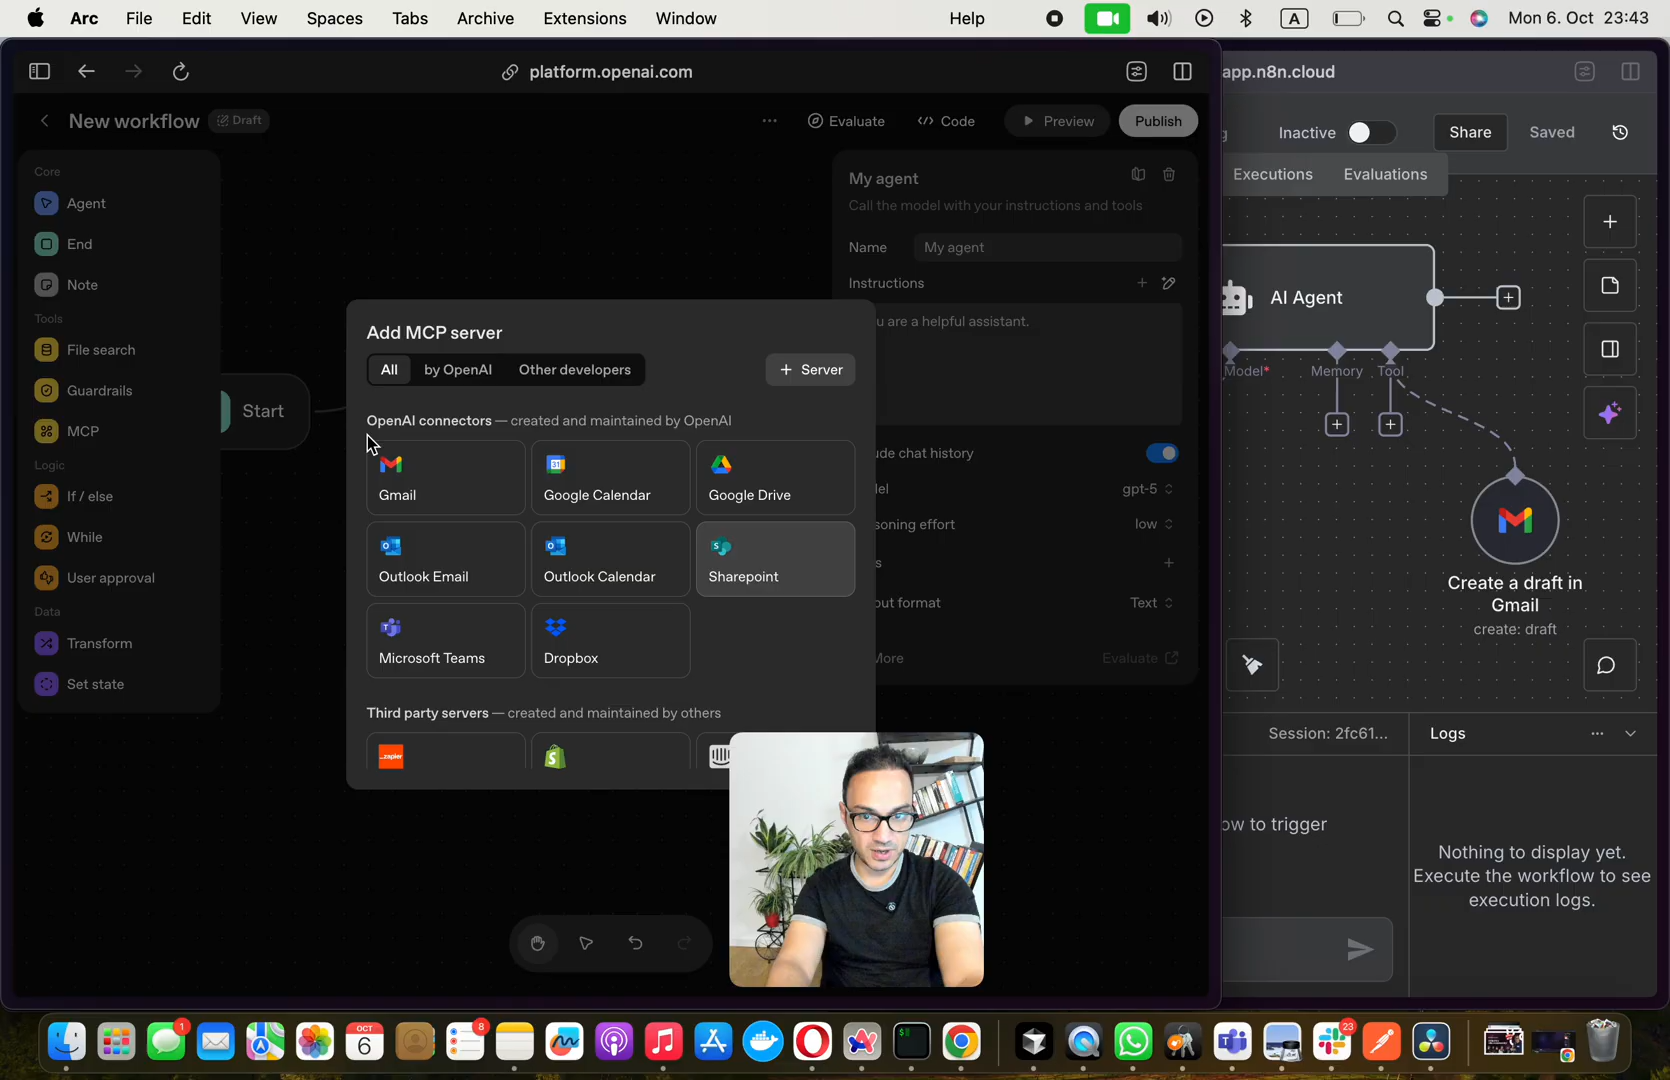 Arc File Edit View Spaces Tabs Archive Extensions Window Help A Mon 6. Oct 23:43
platform.openai.com
New workflow Draft
Evaluate Code Preview Publish
Core
Agent
End
Note
Tools
File search
Guardrails
MCP
Logic
If / else
While
User approval
Data
Transform
Set state
Start
Add MCP server
All by OpenAI Other developers
+ Server
OpenAI connectors — created and maintained by OpenAI
Gmail
31
Google Calendar
Google Drive
Outlook Email
Outlook Calendar
Sharepoint
Microsoft Teams
Dropbox
Third party servers — created and maintained by others
zapier
My agent
Call the model with your instructions and tools
Name My agent
Instructions
u are a helpful assistant.
ude chat history
el gpt-5
soning effort low
s
out format Text
More Evaluate
app.n8n.cloud
g Inactive Share Saved
Executions Evaluations
AI Agent
Model* Memory Tool
Create a draft in
Gmail
create: draft
Session: 2fc61... Logs
ow to trigger
Nothing to display yet.
Execute the workflow to see
execution logs.
1
OCT
6
8
23